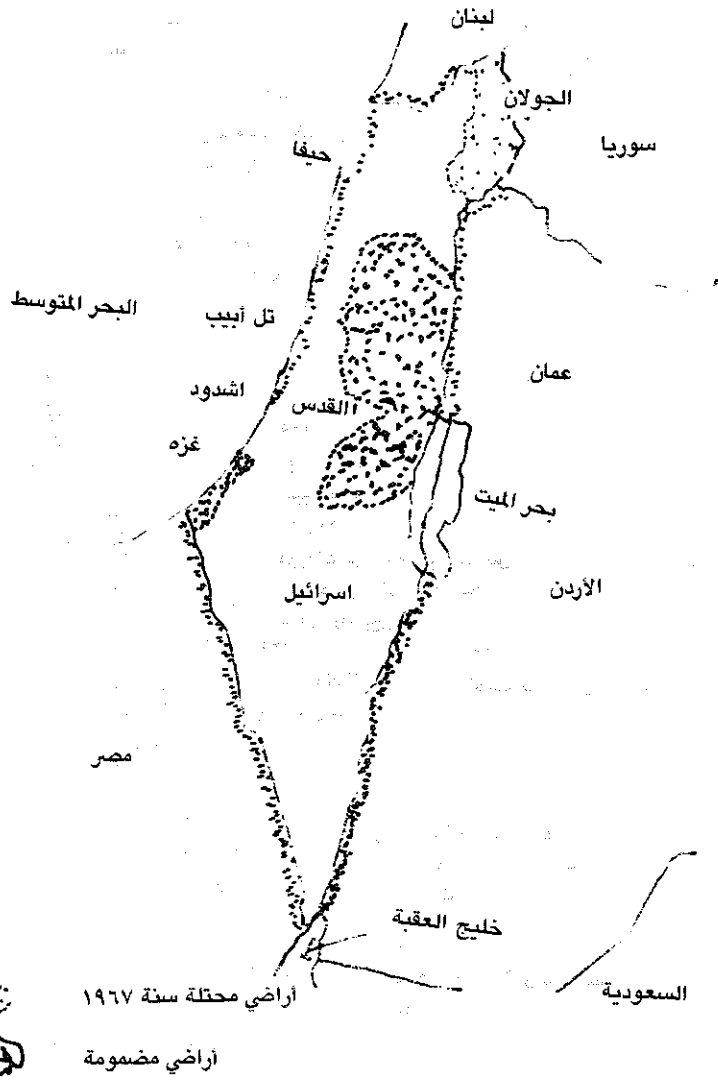 لبنان
الجولان
سوريا
حيفا
البحر المتوسط
تل أبيب
عمان
اشدود
القدس
غزه
بحر الميت
اسرائيل
الأردن
مصر
خليج العقبة
السعودية
أراضي محتلة سنة ١٩٦٧
أراضي مضمومة